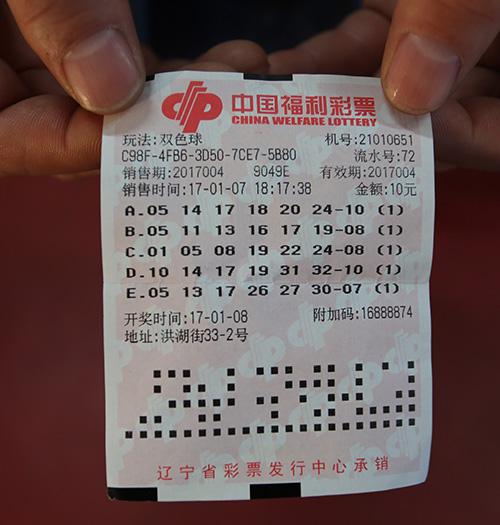 中国福利彩票
CHINA WELFARE LOTTERY
玩法:双色球 机号:21010651
C98F-4FB6-3D50-7CE7-5B80 流水号:72
销售期:2017004 9049E 有效期:2017004
销售时间:17-01-07 18:17:38 金额:10元
A.05 14 17 18 20 24-10 (1)
B.05 11 13 16 17 19-08 (1)
C.01 05 08 19 22 24-08 (1)
D.10 14 17 19 31 32-10 (1)
E.05 13 17 26 27 30-07 (1)
开奖时间:17-01-08 附加码:16888874
地址:洪湖街33-2号
辽宁省彩票发行中心承销